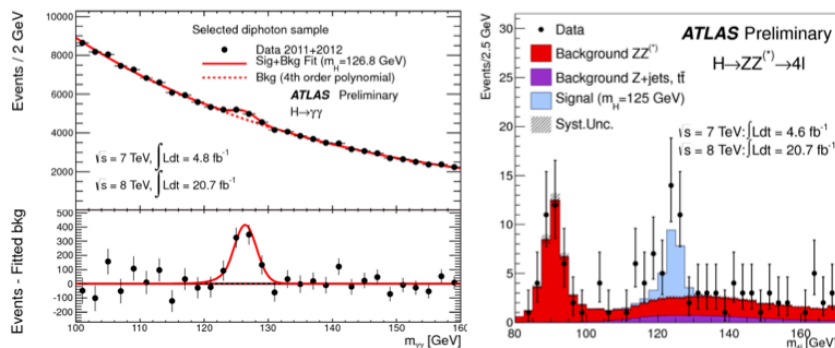 Events / 2 GeV
10000
8000
6000
4000
2000
Selected diphoton sample
Data 2011+2012
Sig+Bkg Fit (m_H=126.8 GeV)
Bkg (4th order polynomial)
ATLAS Preliminary
H→γγ
√s = 7 TeV, ∫Ldt = 4.8 fb⁻¹
√s = 8 TeV, ∫Ldt = 20.7 fb⁻¹
Events - Fitted bkg
500
400
300
200
100
0
-100
-200
100 110 120 130 140 150 160
m_γγ [GeV]
Events/2.5 GeV
30
25
20
15
10
5
0
Data
Background ZZ(*)
Background Z+jets, tt̄
Signal (m_H=125 GeV)
Syst.Unc.
ATLAS Preliminary
H→ZZ(*)→4l
√s = 7 TeV:∫Ldt = 4.6 fb⁻¹
√s = 8 TeV:∫Ldt = 20.7 fb⁻¹
80 100 120 140 160
[GeV]